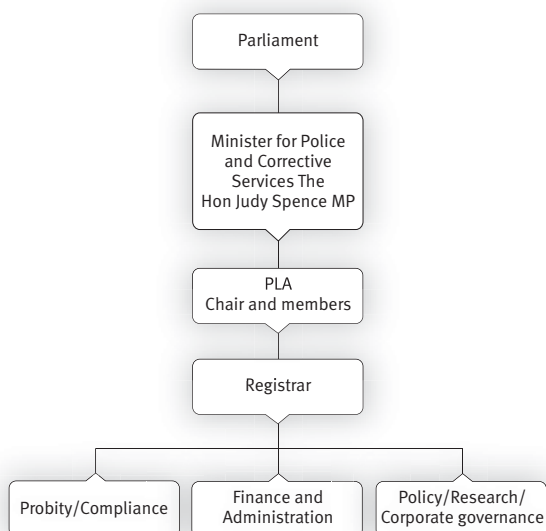 Parliament
Minister for Police
and Corrective
Services The
Hon Judy Spence MP
PLA
Chair and members
Registrar
Probity/Compliance
Finance and
Administration
Policy/Research/
Corporate governance